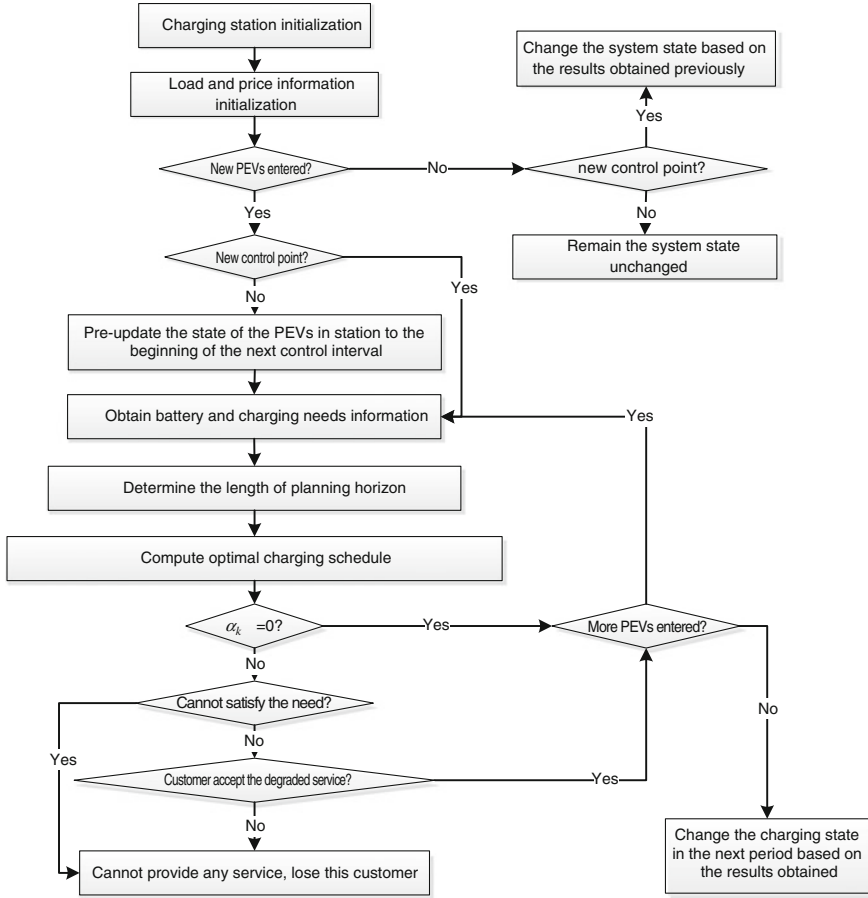 Charging station initialization
Change the system state based on
the results obtained previously
Load and price information
initialization
Yes
New PEVs entered?
No
new control point?
Yes
No
New control point?
Remain the system state
unchanged
Yes
No
Pre-update the state of the PEVs in station to the
beginning of the next control interval
Obtain battery and charging needs information
Yes
Determine the length of planning horizon
Compute optimal charging schedule
αk =0?
Yes
More PEVs entered?
No
Cannot satisfy the need?
No
Yes
No
Customer accept the degraded service?
Yes
No
Change the charging state
in the next period based on
the results obtained
Cannot provide any service, lose this customer